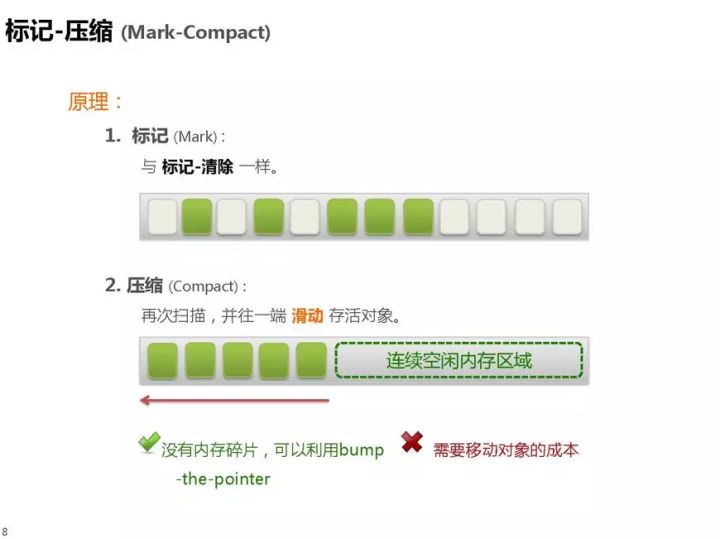 标记-压缩 (Mark-Compact)
原理：
1. 标记 (Mark)：
与 标记-清除 一样。
2. 压缩 (Compact)：
再次扫描，并往一端 滑动 存活对象。
连续空闲内存区域
没有内存碎片，可以利用bump
-the-pointer
需要移动对象的成本
8